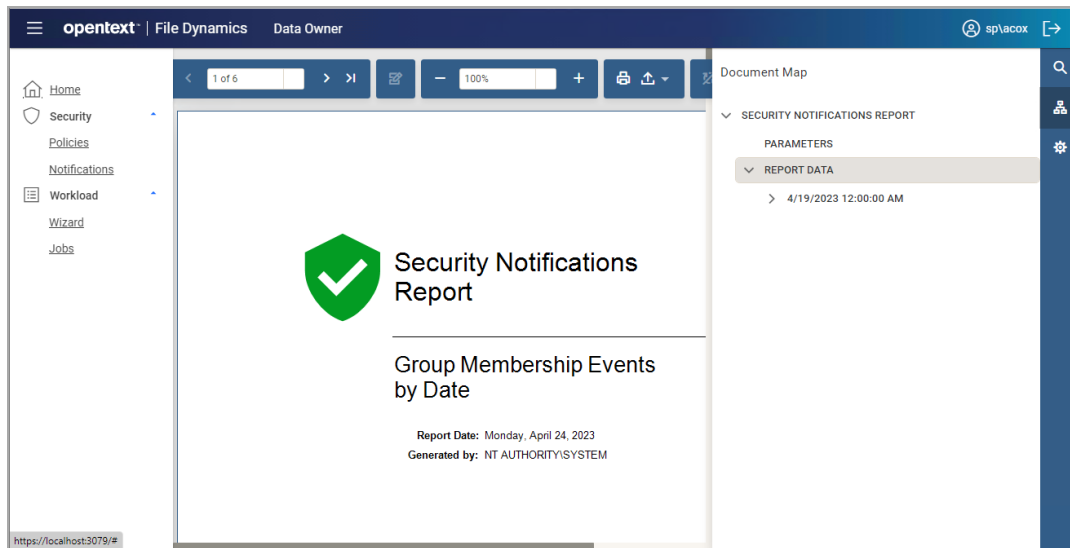 opentext™ | File Dynamics Data Owner sp\acox
Home
Security
Policies
Notifications
Workload
Wizard
Jobs
1 of 6 100%
Security Notifications
Report
Group Membership Events
by Date
Report Date: Monday, April 24, 2023
Generated by: NT AUTHORITY\SYSTEM
Document Map
SECURITY NOTIFICATIONS REPORT
PARAMETERS
REPORT DATA
4/19/2023 12:00:00 AM
https://localhost:3079/#